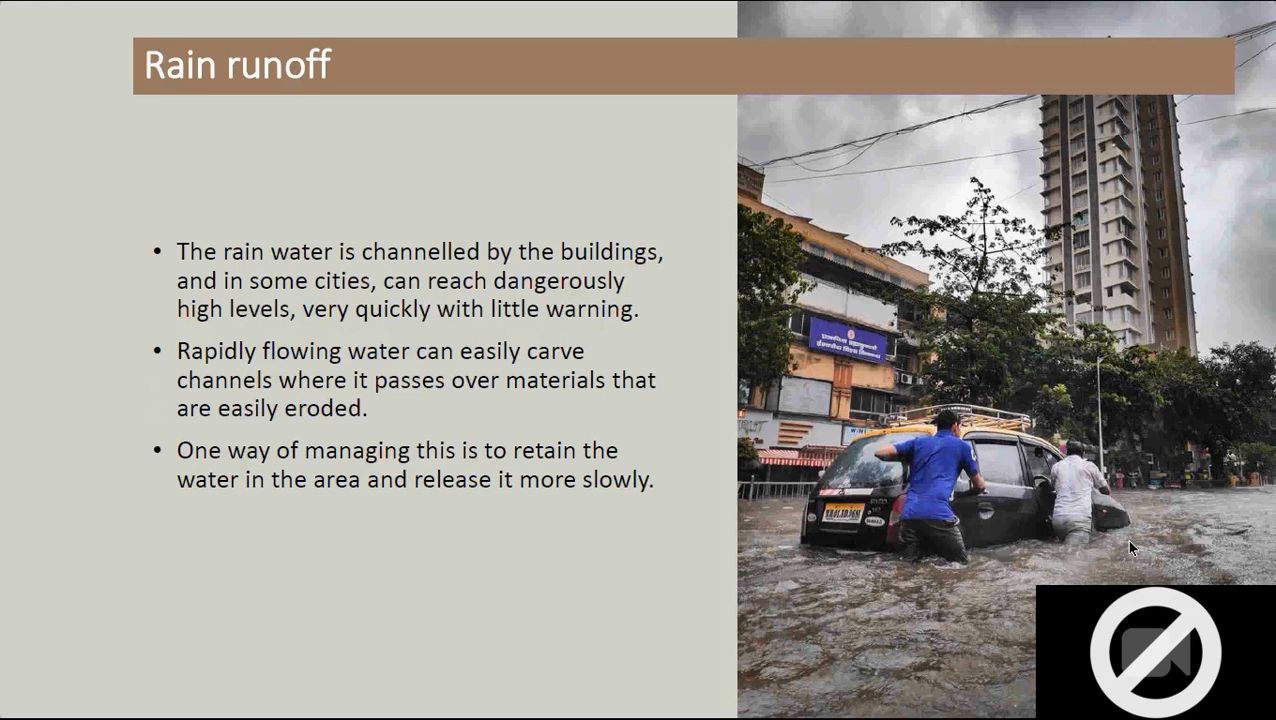 Rain runoff
• The rain water is channelled by the buildings,
and in some cities, can reach dangerously
high levels, very quickly with little warning.
• Rapidly flowing water can easily carve
channels where it passes over materials that
are easily eroded.
• One way of managing this is to retain the
water in the area and release it more slowly.